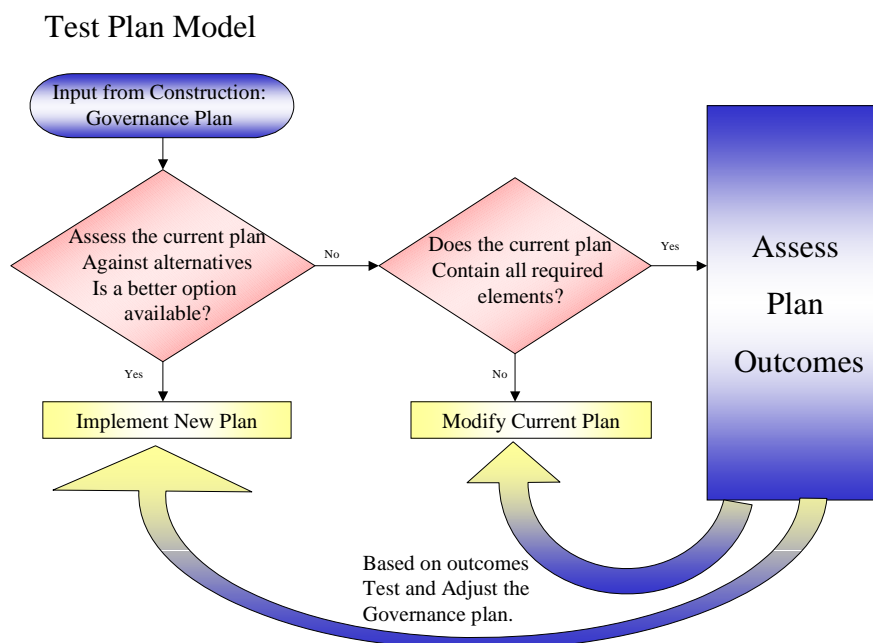 Test Plan Model
Input from Construction:
Governance Plan
Assess the current plan
Against alternatives
Is a better option
available?
No
Does the current plan
Contain all required
elements?
Yes
Assess
Plan
Outcomes
Yes
Implement New Plan
No
Modify Current Plan
Based on outcomes
Test and Adjust the
Governance plan.